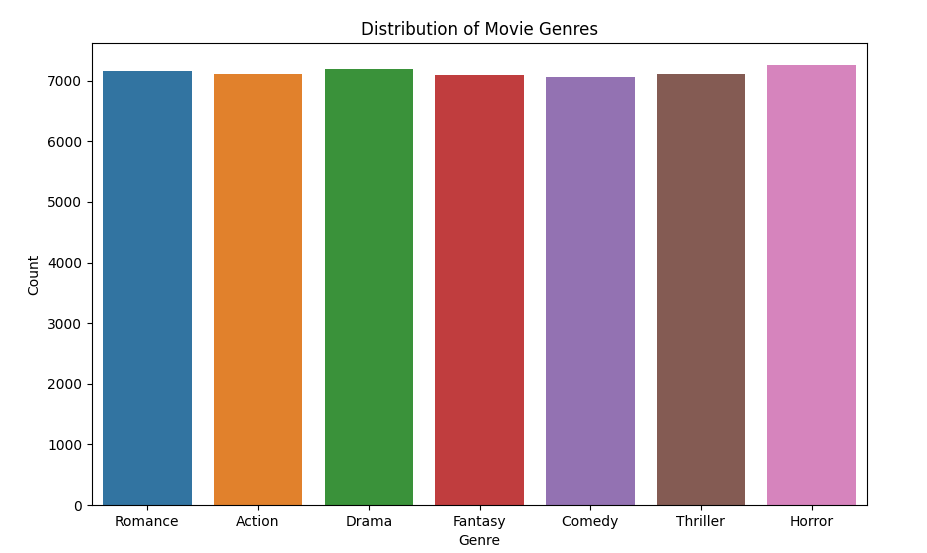 Distribution of Movie Genres
7000
6000
5000
4000
3000
2000
1000
0
Count
Romance Action Drama Fantasy Comedy Thriller Horror
Genre